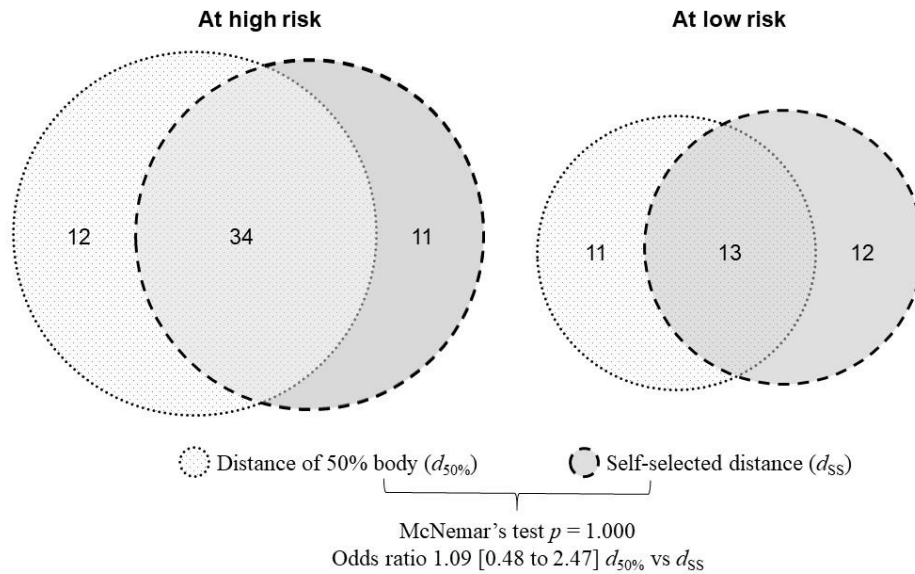 At high risk
At low risk
12
34
11
11
13
12
Distance of 50% body (d50%)
Self-selected distance (dSS)
McNemar’s test p = 1.000
Odds ratio 1.09 [0.48 to 2.47] d50% vs dSS